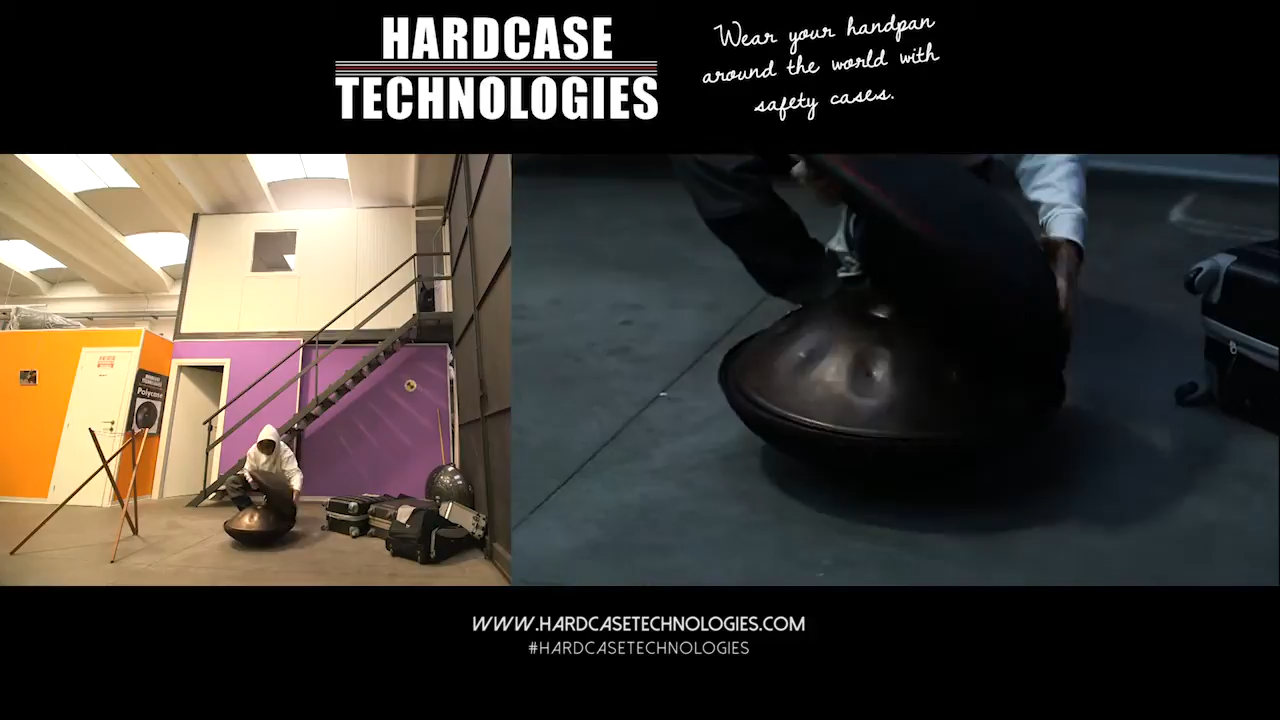 HARDCASE
TECHNOLOGIES
Wear your handpan
around the world with
safety cases.
Polycase
WWW.HARDCASETECHNOLOGIES.COM
#HARDCASETECHNOLOGIES